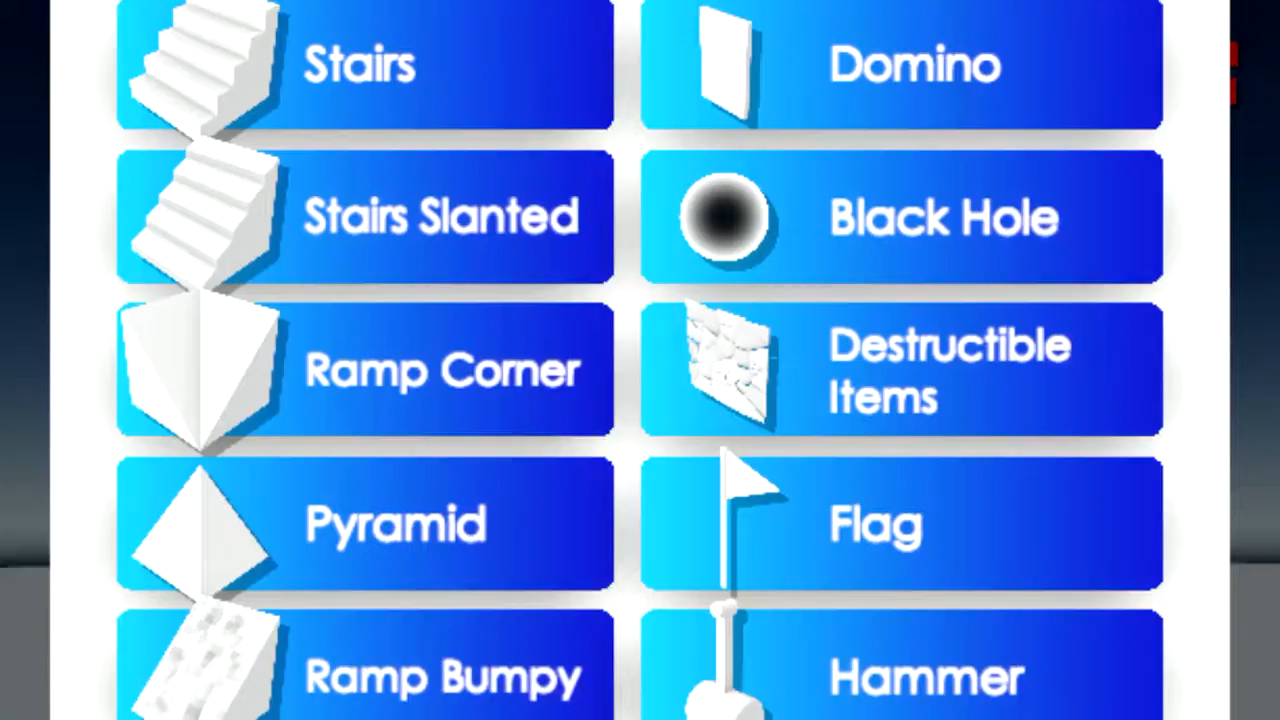 Stairs
Domino
Stairs Slanted
Black Hole
Ramp Corner
Destructible
Items
Pyramid
Flag
Ramp Bumpy
Hammer